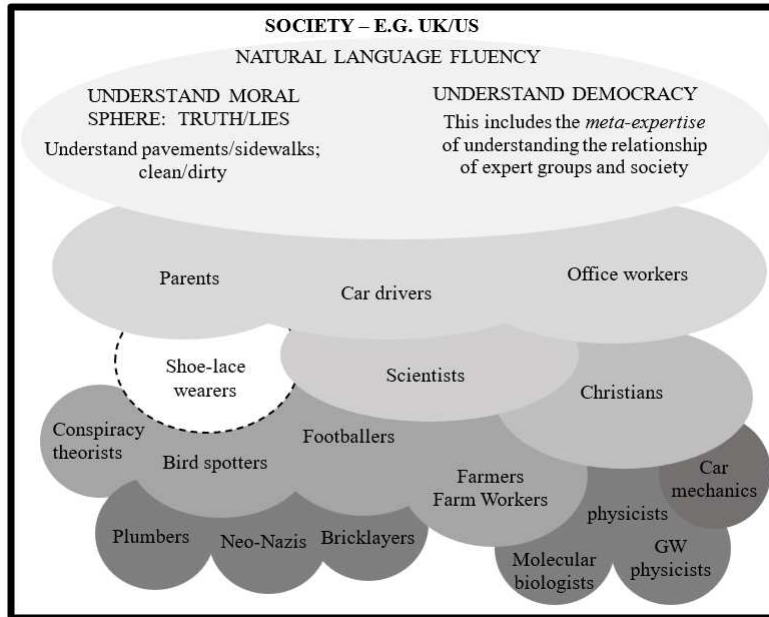 SOCIETY – E.G. UK/US
NATURAL LANGUAGE FLUENCY
UNDERSTAND MORAL
SPHERE: TRUTH/LIES
Understand pavements/sidewalks;
clean/dirty
UNDERSTAND DEMOCRACY
This includes the meta-expertise
of understanding the relationship
of expert groups and society
Parents
Car drivers
Office workers
Shoe-lace
wearers
Scientists
Christians
Conspiracy
theorists
Bird spotters
Footballers
Farmers
Farm Workers
Car
mechanics
physicists
Plumbers
Neo-Nazis
Bricklayers
Molecular
biologists
GW
physicists